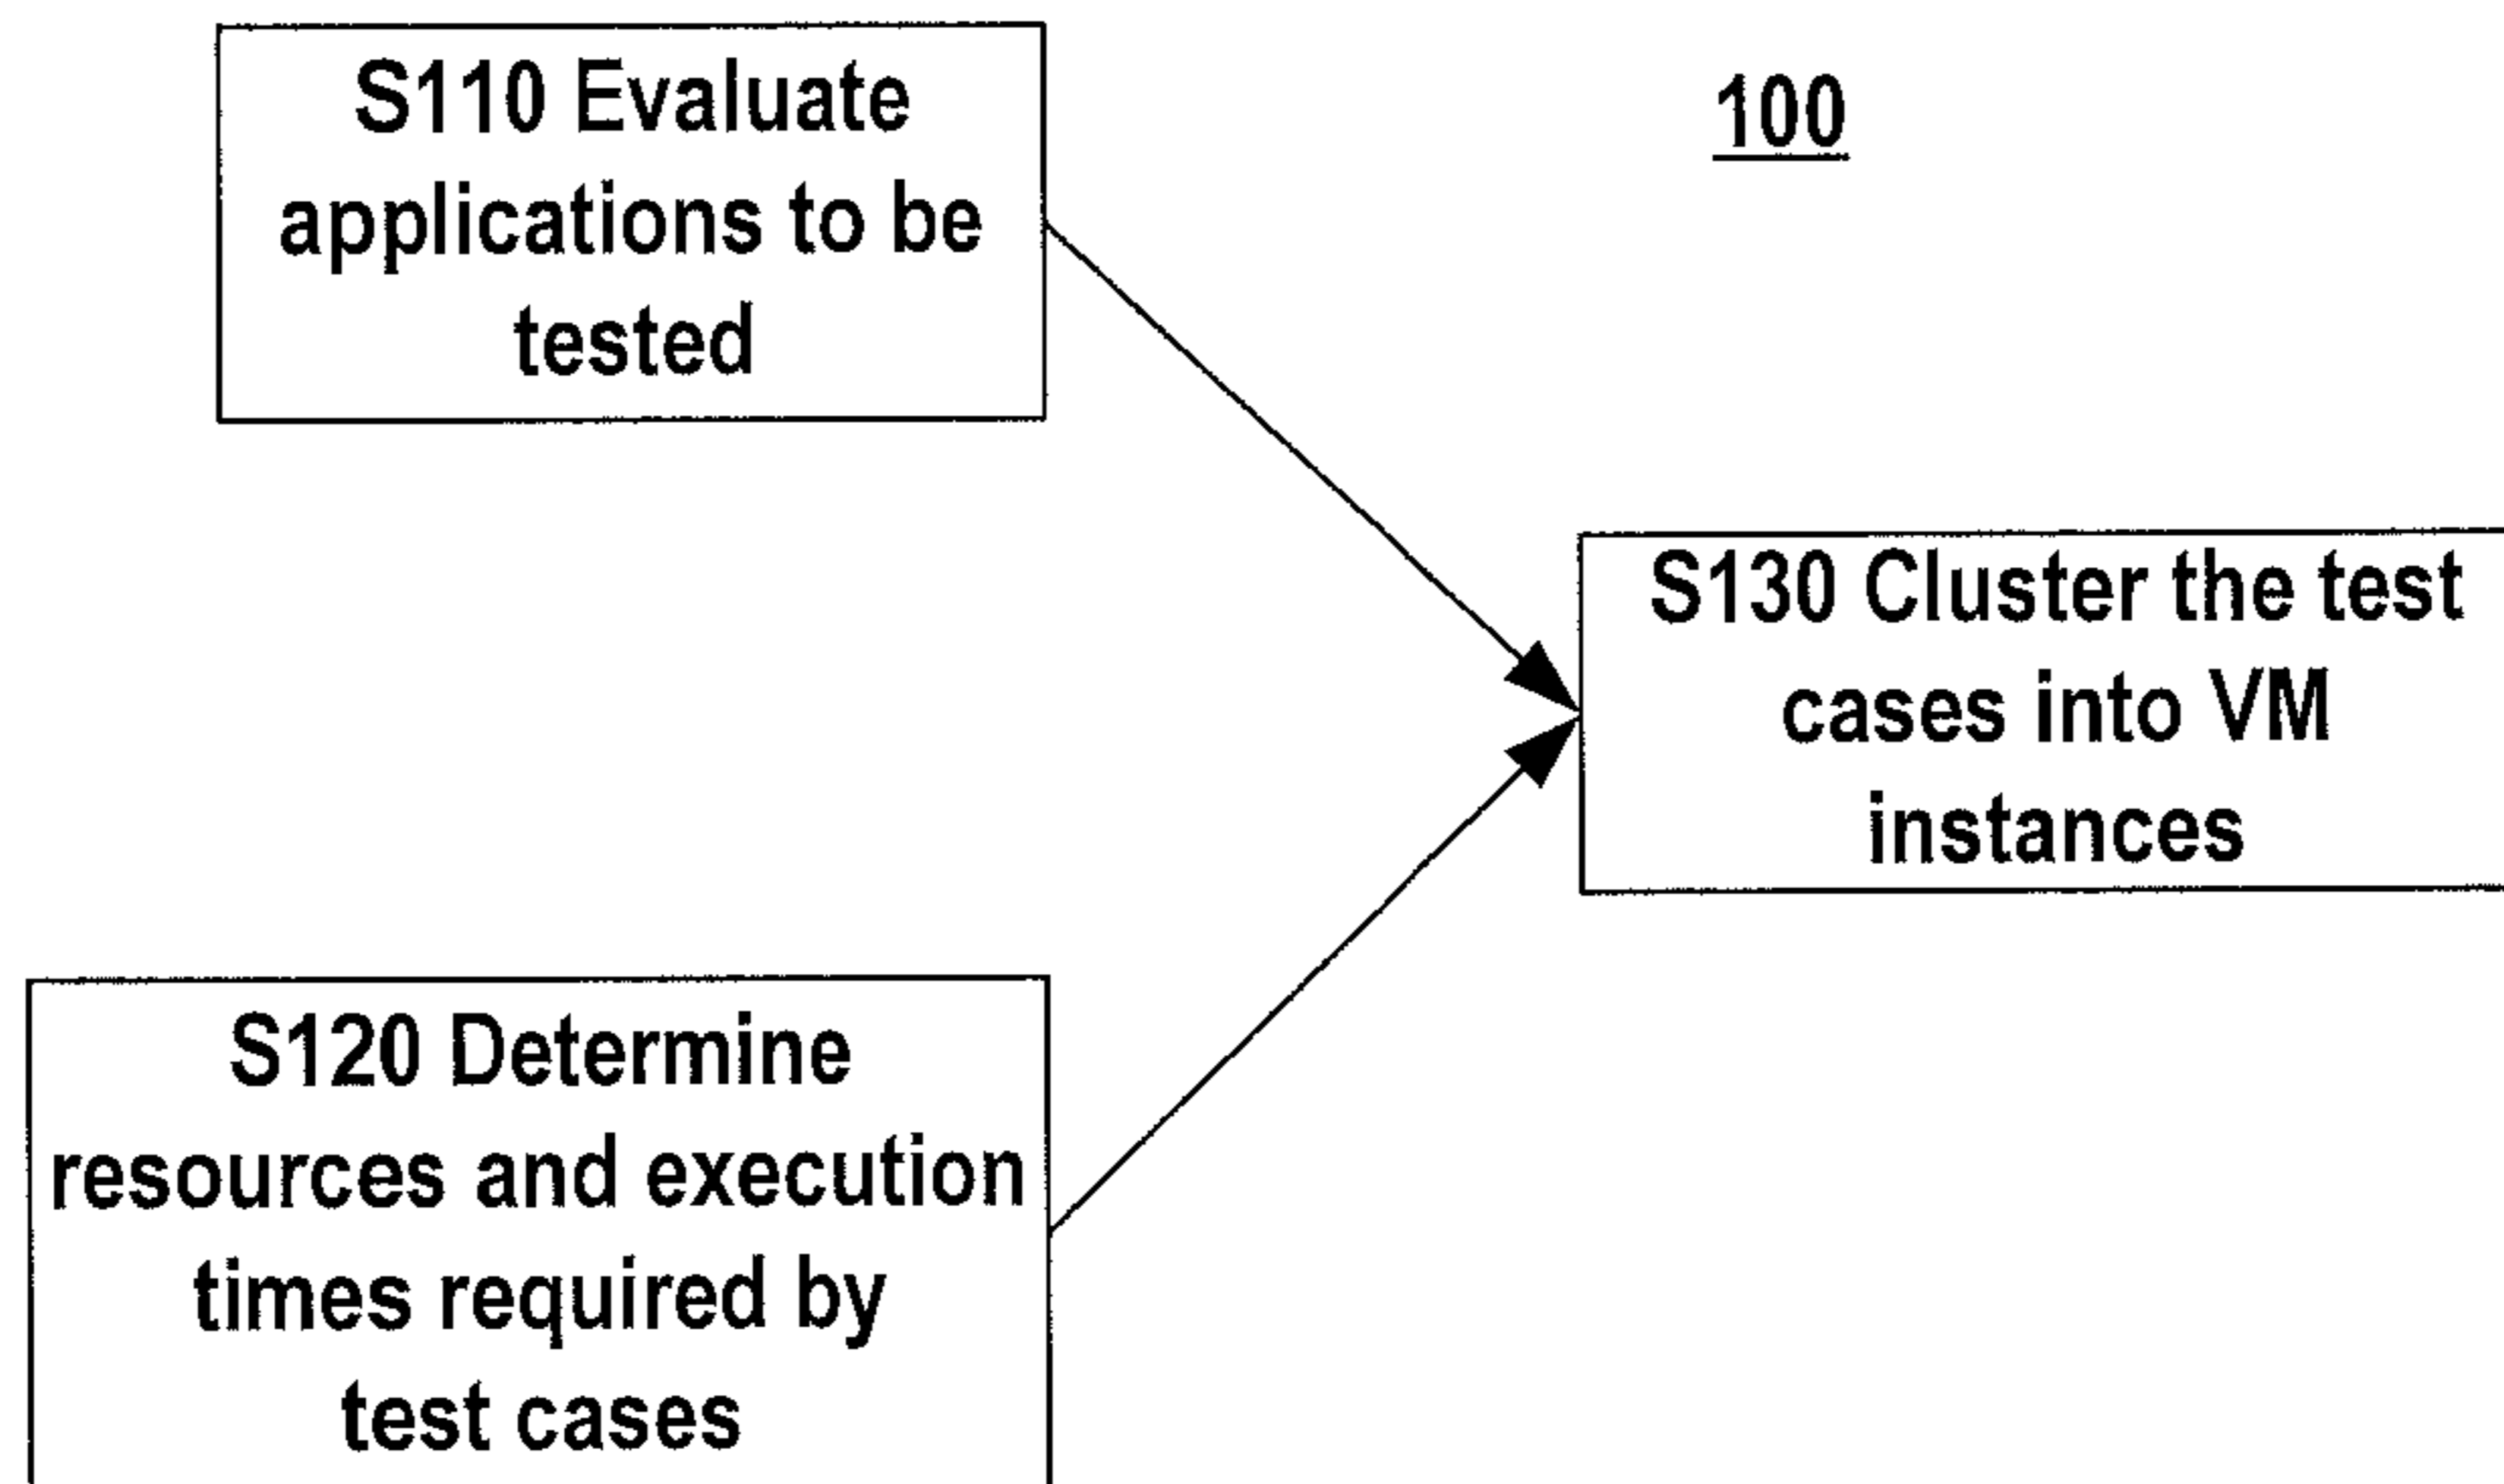 S110 Evaluate
applications to be
tested
100
S130 Cluster the test
cases into VM
instances
S120 Determine
resources and execution
times required by
test cases